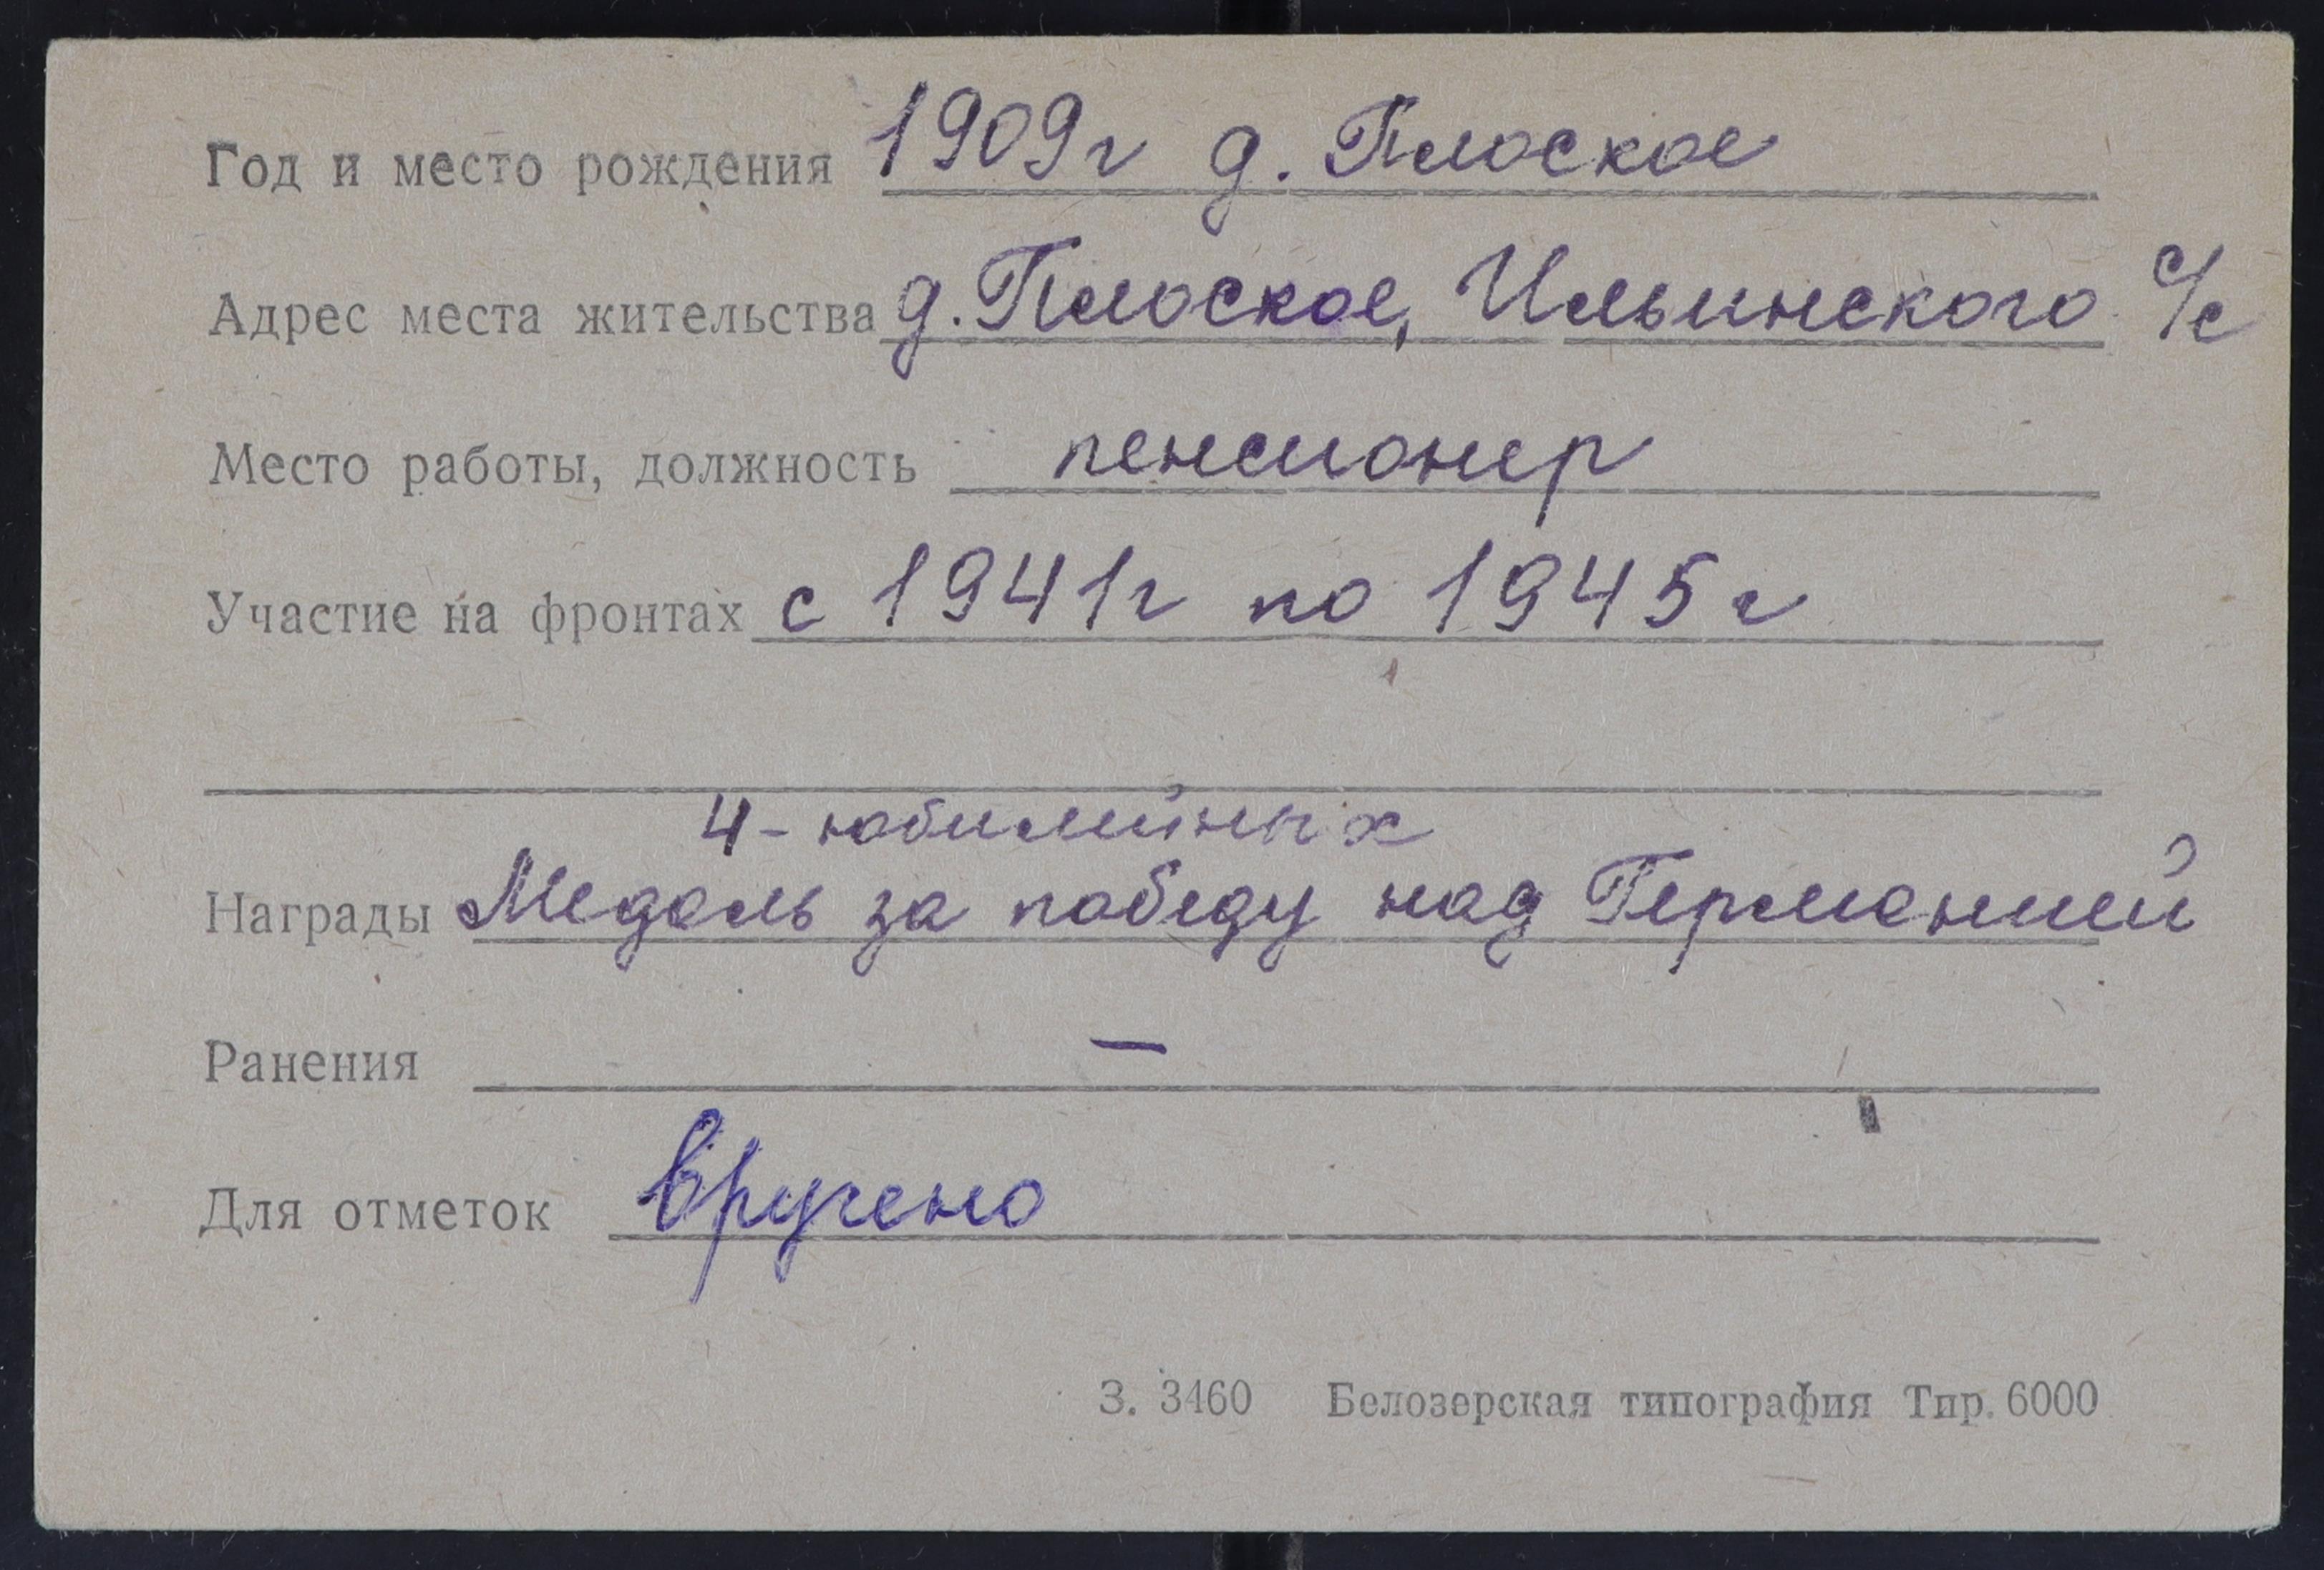 Год и место рождения 1909г д. Плоское
Адрес места жительства д. Плоское, Ильинского с/с
Место работы, должность пенсионер
Участие на фронтах с 1941г по 1945г
4 - юбилейных
Награды Медаль за победу над Германией
Ранения —
Для отметок вручено
З. 3460 Белозерская типография Тир. 6000